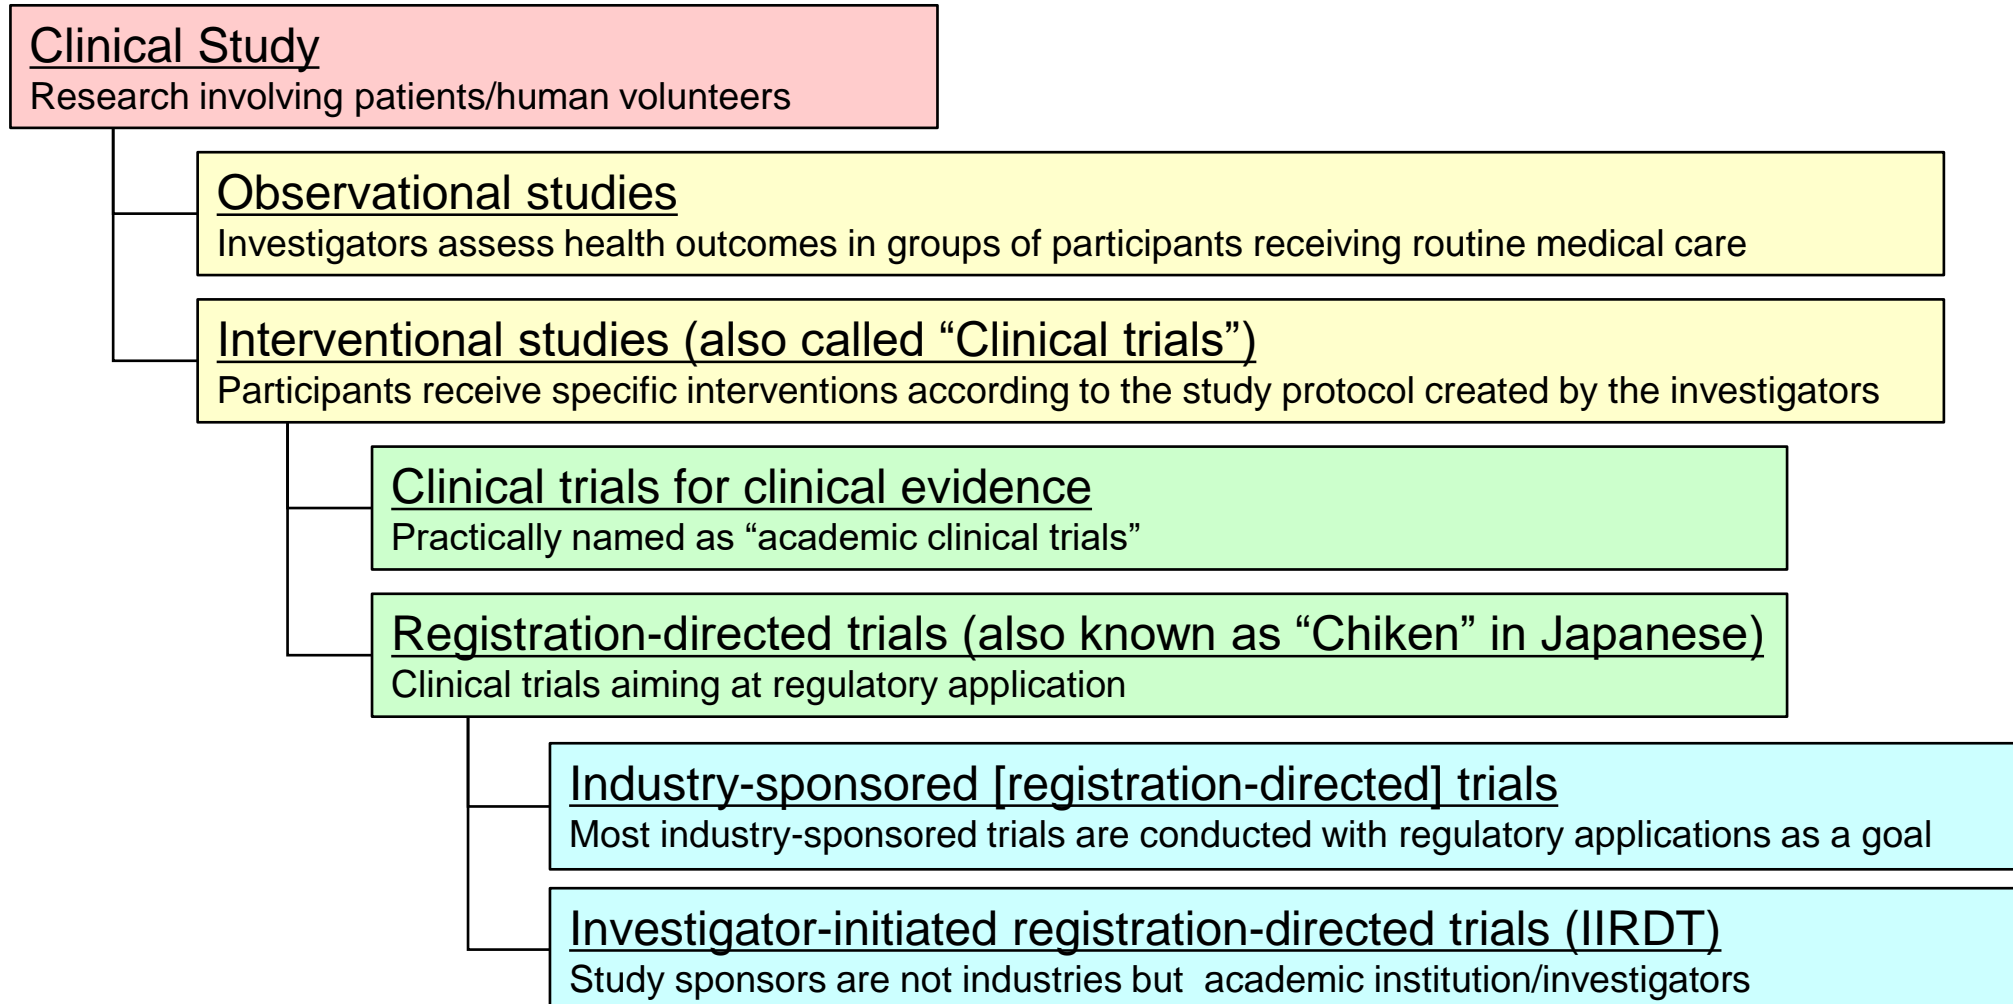 Clinical Study
Research involving patients/human volunteers
Observational studies
Investigators assess health outcomes in groups of participants receiving routine medical care
Interventional studies (also called “Clinical trials”)
Participants receive specific interventions according to the study protocol created by the investigators
Clinical trials for clinical evidence
Practically named as “academic clinical trials”
Registration-directed trials (also known as “Chiken” in Japanese)
Clinical trials aiming at regulatory application
Industry-sponsored [registration-directed] trials
Most industry-sponsored trials are conducted with regulatory applications as a goal
Investigator-initiated registration-directed trials (IIRDT)
Study sponsors are not industries but  academic institution/investigators